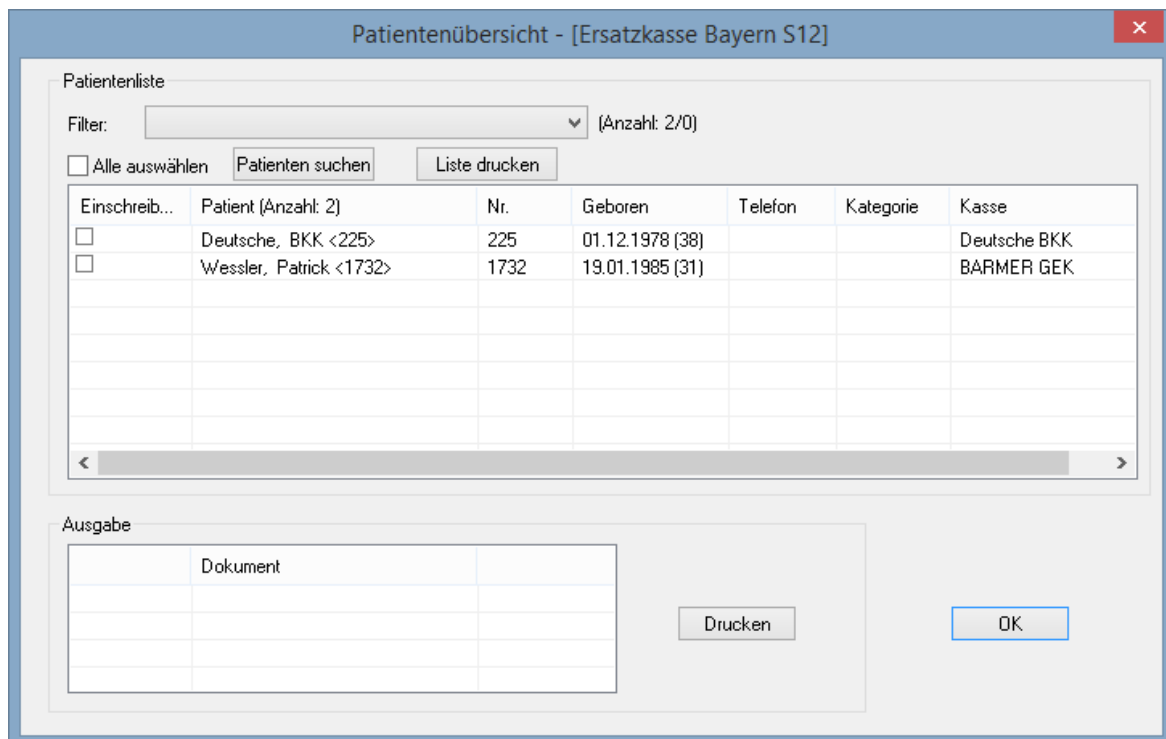 Patientenübersicht - [Ersatzkasse Bayern S12]
Patientenliste
Filter: (Anzahl: 2/0)
Alle auswählen Patienten suchen Liste drucken
Einschreib... Patient (Anzahl: 2) Nr. Geboren Telefon Kategorie Kasse
Deutsche, BKK <225> 225 01.12.1978 (38) Deutsche BKK
Wessler, Patrick <1732> 1732 19.01.1985 (31) BARMER GEK
Ausgabe
Dokument
Drucken OK